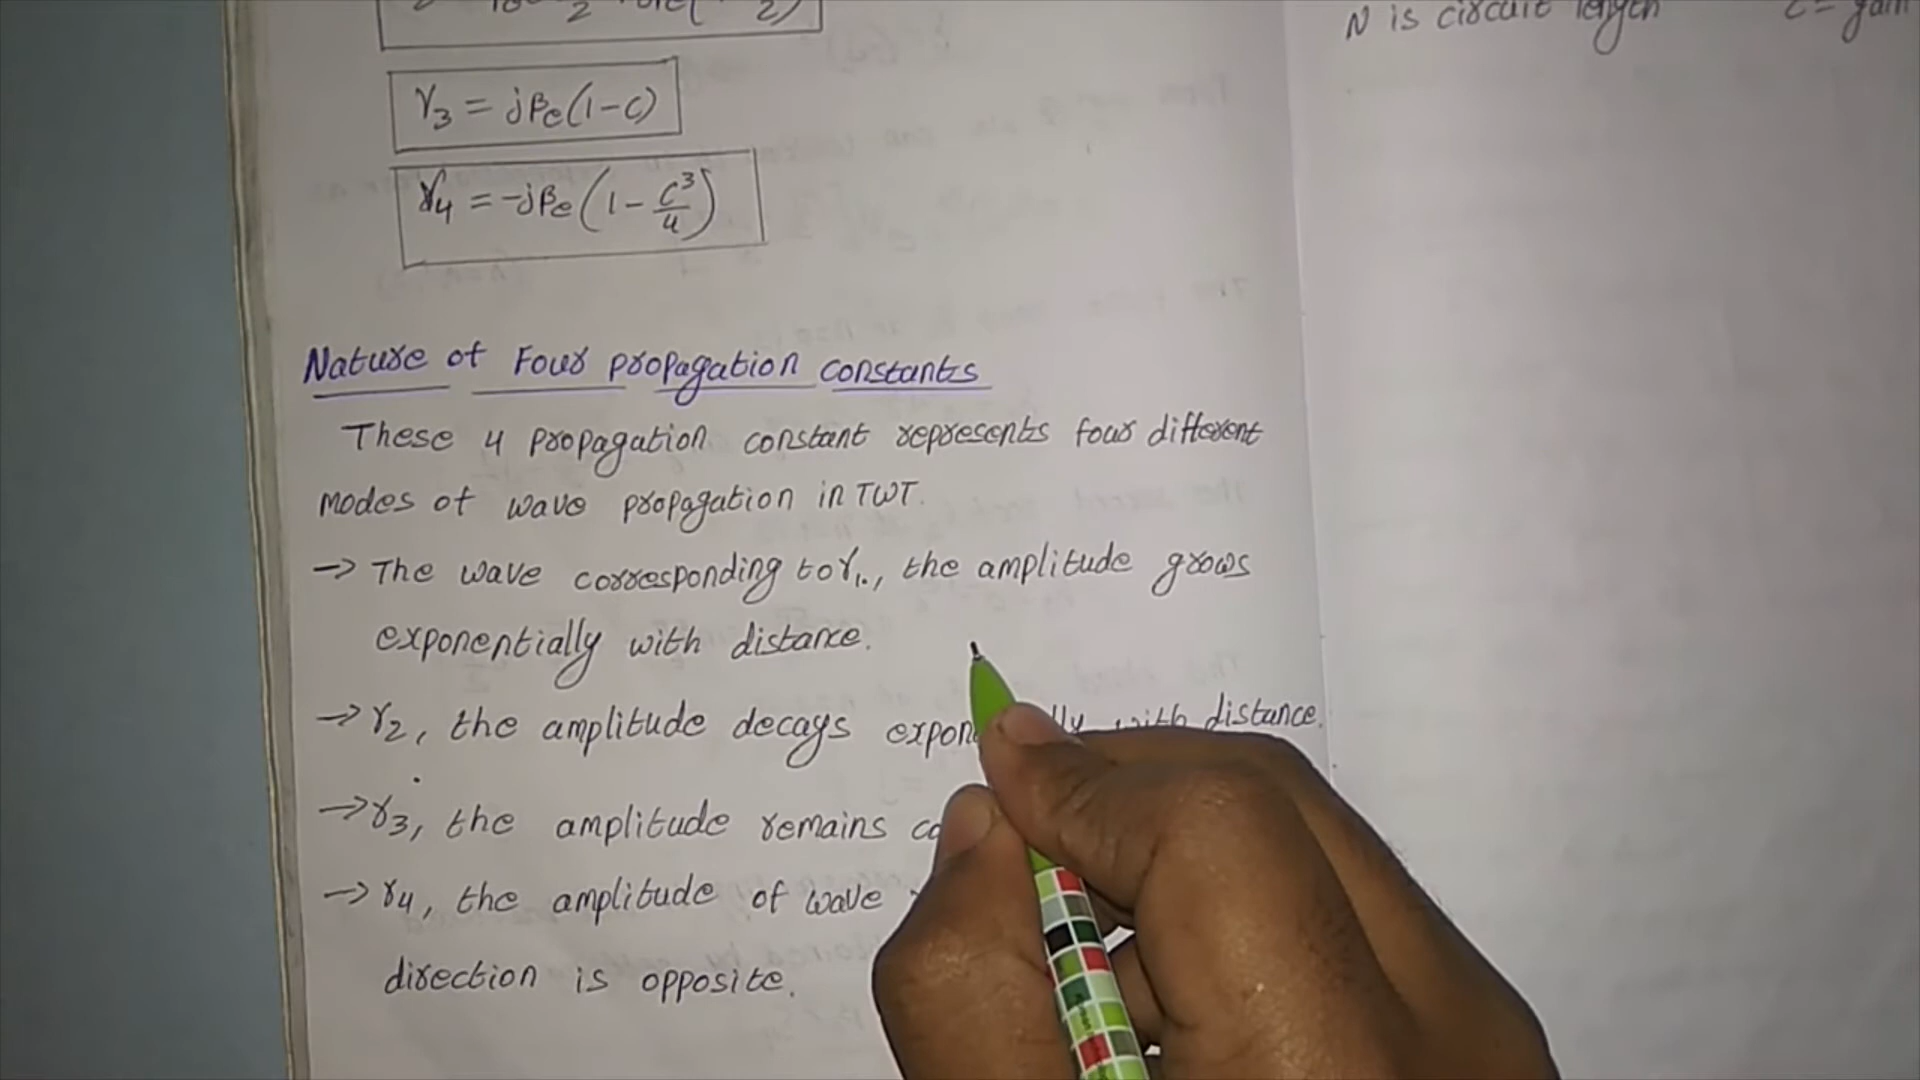 N is circuit length
γ3 = jβe(1-c)
γ4 = -jβe(1 - c³/4)
Nature of Four propagation constants
These 4 propagation constant represents four different
modes of wave propagation in TWT.
→ The wave corresponding to γ1., the amplitude grows
exponentially with distance.
→ γ2, the amplitude decays with distance.
→ γ3, the amplitude remains
→ γ4, the amplitude of wave
direction is opposite.